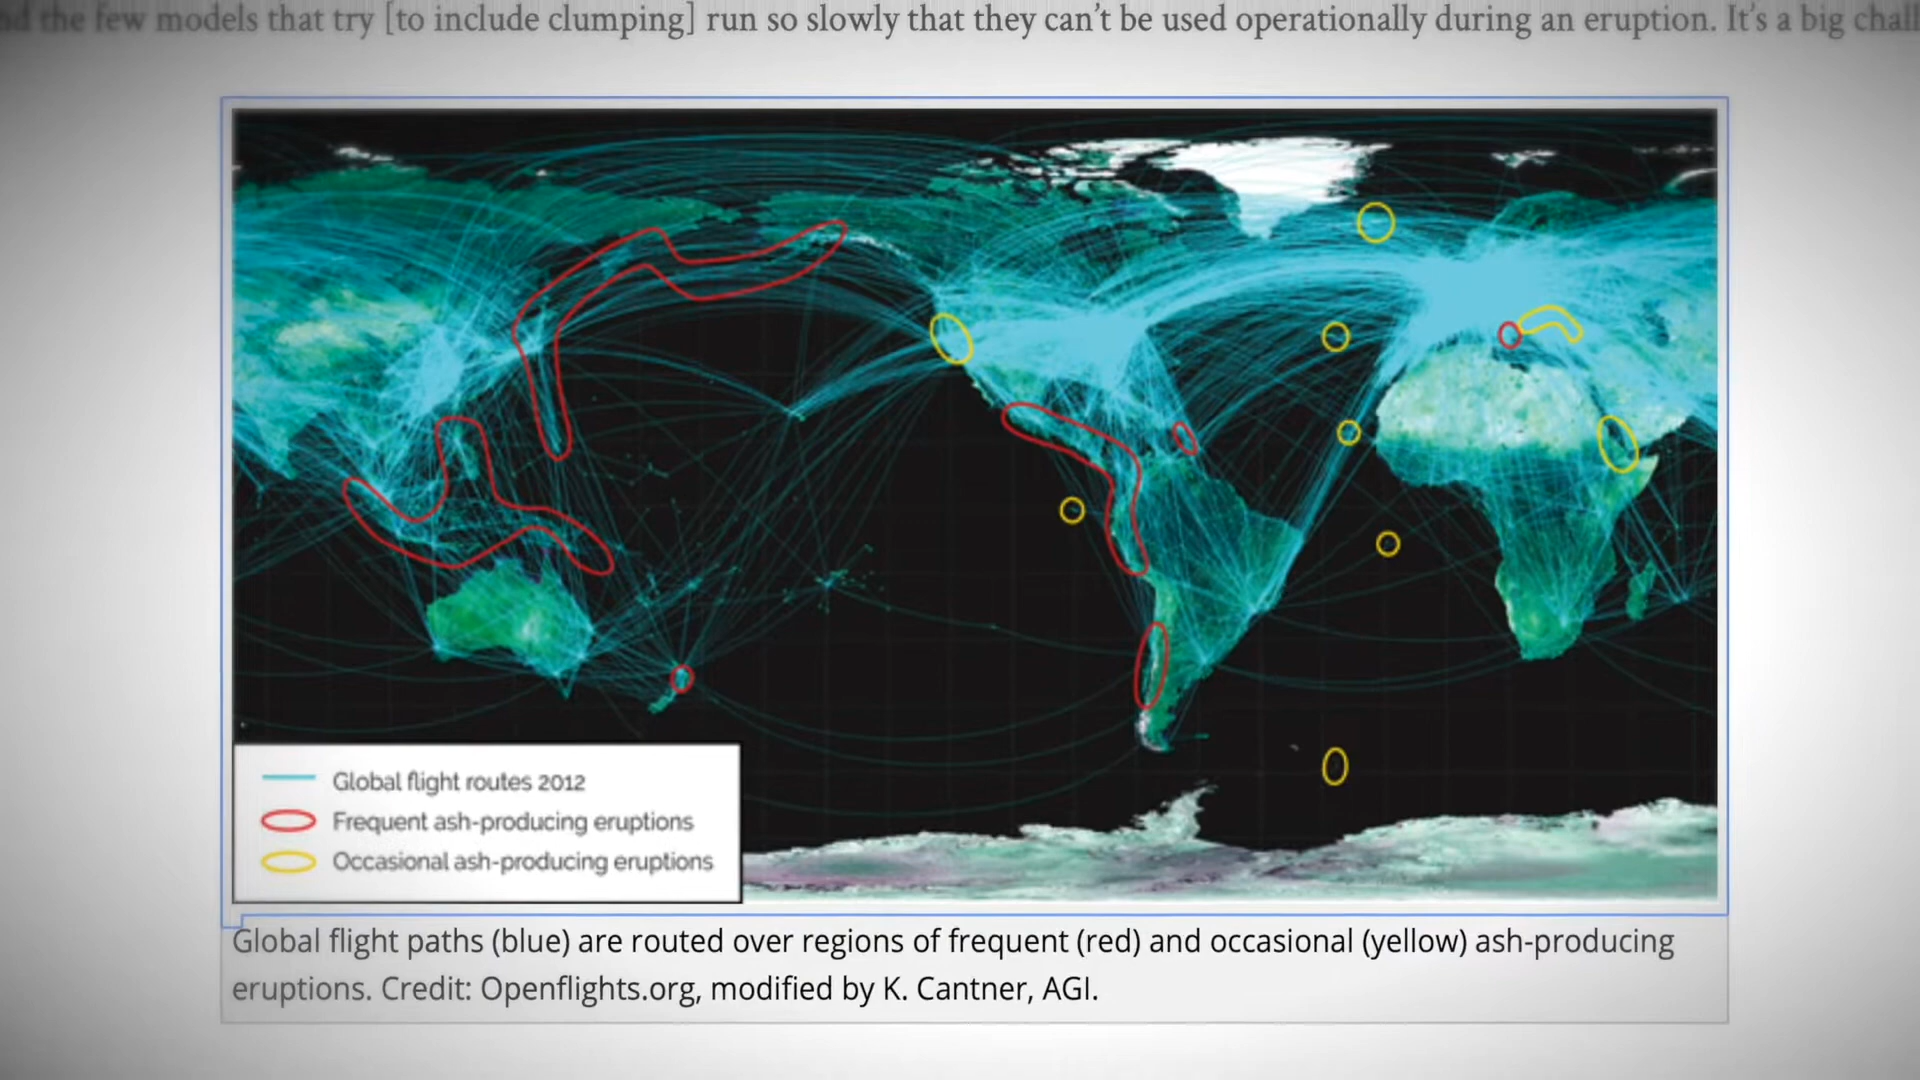 the few models that try [to include clumping] run so slowly that they can't be used operationally during an eruption. It's a big
Global flight routes 2012
Frequent ash-producing eruptions
Occasional ash-producing eruptions
Global flight paths (blue) are routed over regions of frequent (red) and occasional (yellow) ash-producing
eruptions. Credit: Openflights.org, modified by K. Cantner, AGI.